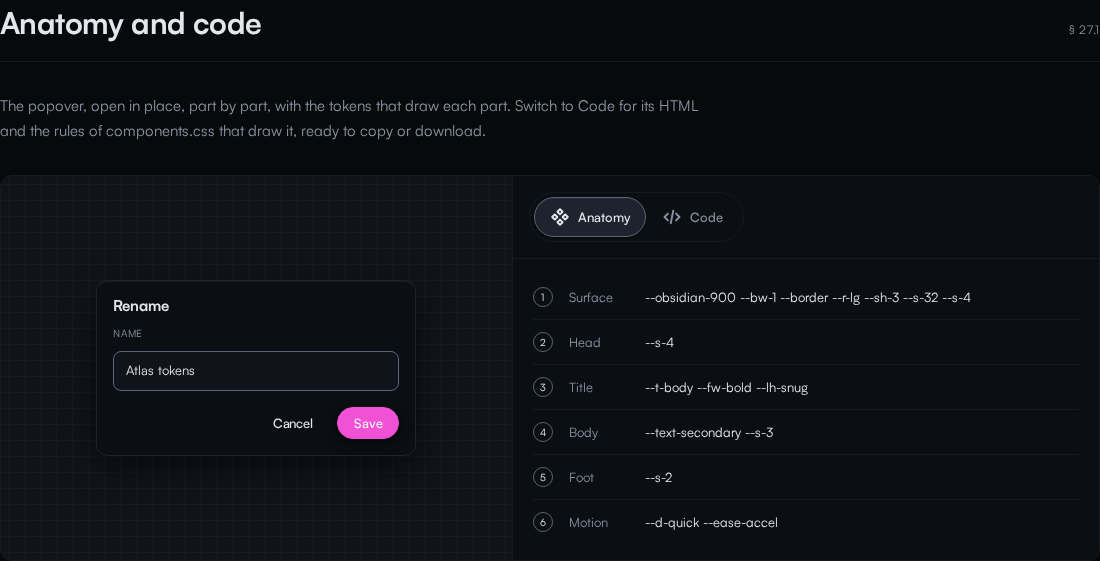 Anatomy and code
§ 27.1
The popover, open in place, part by part, with the tokens that draw each part. Switch to Code for its HTML
and the rules of components.css that draw it, ready to copy or download.
Anatomy
Code
Rename
NAME
Atlas tokens
Cancel
Save
1 Surface --obsidian-900 --bw-1 --border --r-lg --sh-3 --s-32 --s-4
2 Head --s-4
3 Title --t-body --fw-bold --lh-snug
4 Body --text-secondary --s-3
5 Foot --s-2
6 Motion --d-quick --ease-accel